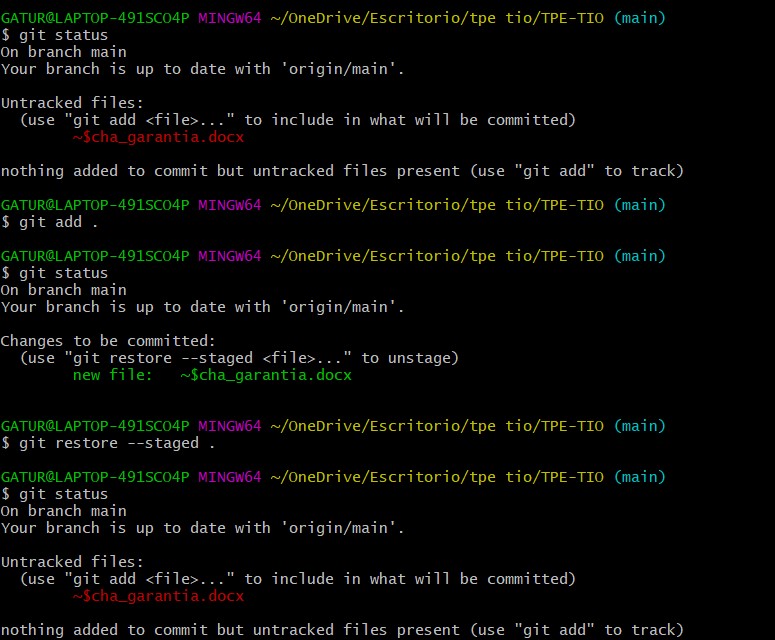 GATUR@LAPTOP-491SCO4P MINGW64 ~/OneDrive/Escritorio/tpe tio/TPE-TIO (main)
$ git status
On branch main
Your branch is up to date with 'origin/main'.
Untracked files:
  (use "git add <file>..." to include in what will be committed)
        ~$cha_garantia.docx
nothing added to commit but untracked files present (use "git add" to track)
GATUR@LAPTOP-491SCO4P MINGW64 ~/OneDrive/Escritorio/tpe tio/TPE-TIO (main)
$ git add .
GATUR@LAPTOP-491SCO4P MINGW64 ~/OneDrive/Escritorio/tpe tio/TPE-TIO (main)
$ git status
On branch main
Your branch is up to date with 'origin/main'.
Changes to be committed:
  (use "git restore --staged <file>..." to unstage)
        new file:   ~$cha_garantia.docx
GATUR@LAPTOP-491SCO4P MINGW64 ~/OneDrive/Escritorio/tpe tio/TPE-TIO (main)
$ git restore --staged .
GATUR@LAPTOP-491SCO4P MINGW64 ~/OneDrive/Escritorio/tpe tio/TPE-TIO (main)
$ git status
On branch main
Your branch is up to date with 'origin/main'.
Untracked files:
  (use "git add <file>..." to include in what will be committed)
        ~$cha_garantia.docx
nothing added to commit but untracked files present (use "git add" to track)